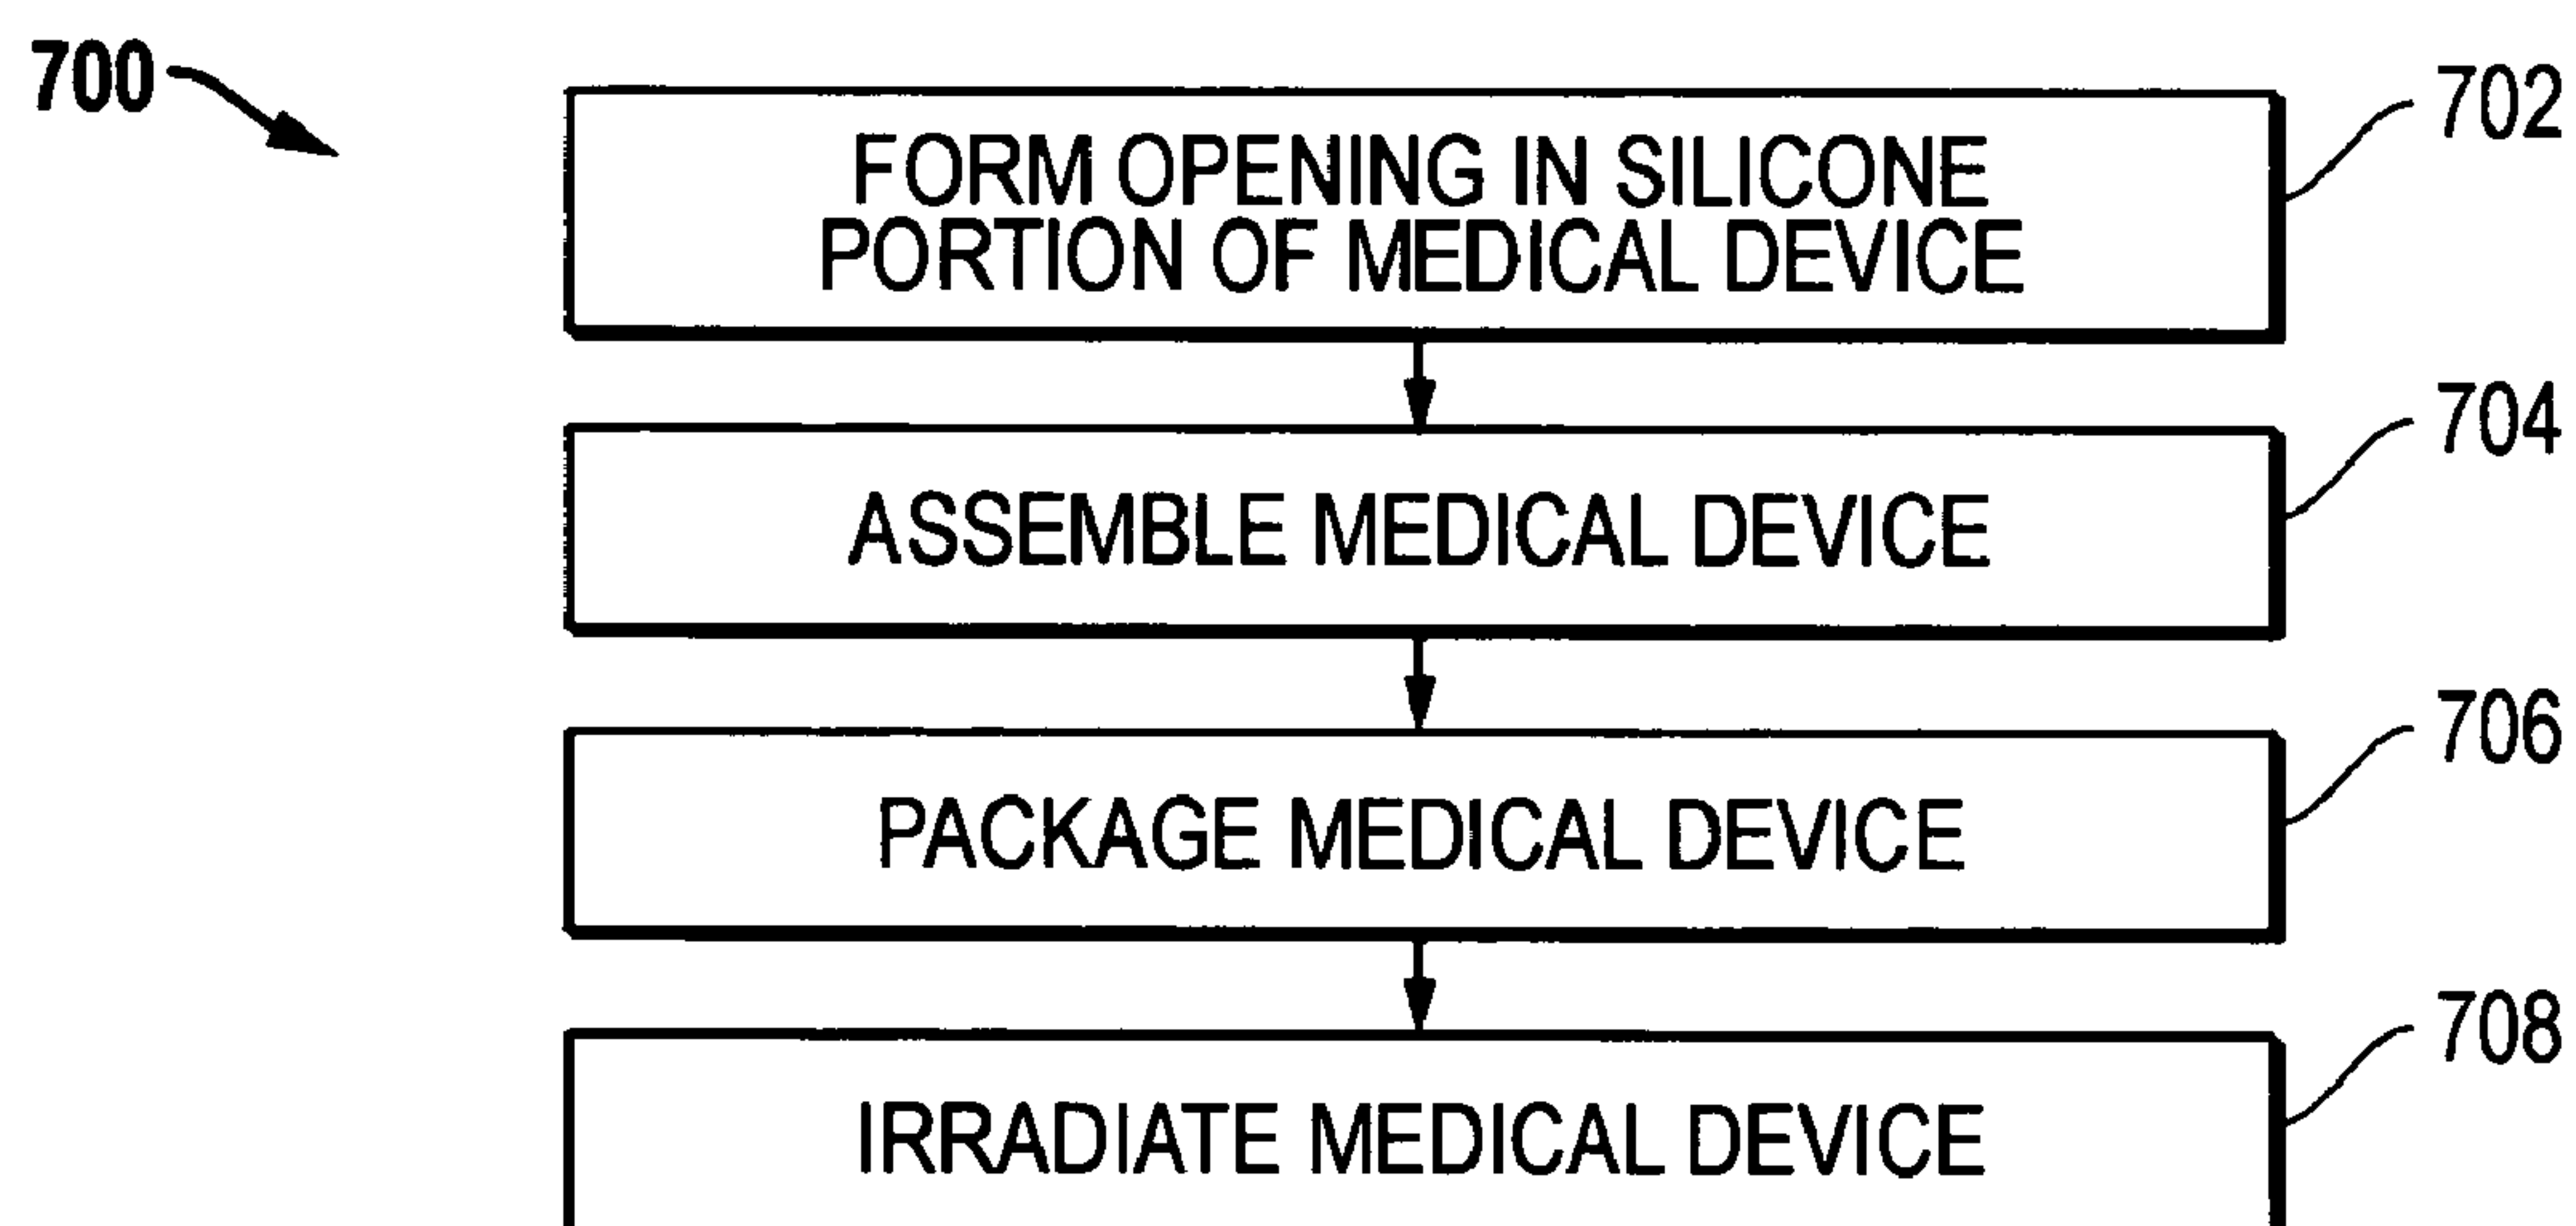 700
FORM OPENING IN SILICONE
PORTION OF MEDICAL DEVICE
702
ASSEMBLE MEDICAL DEVICE
704
PACKAGE MEDICAL DEVICE
706
IRRADIATE MEDICAL DEVICE
708